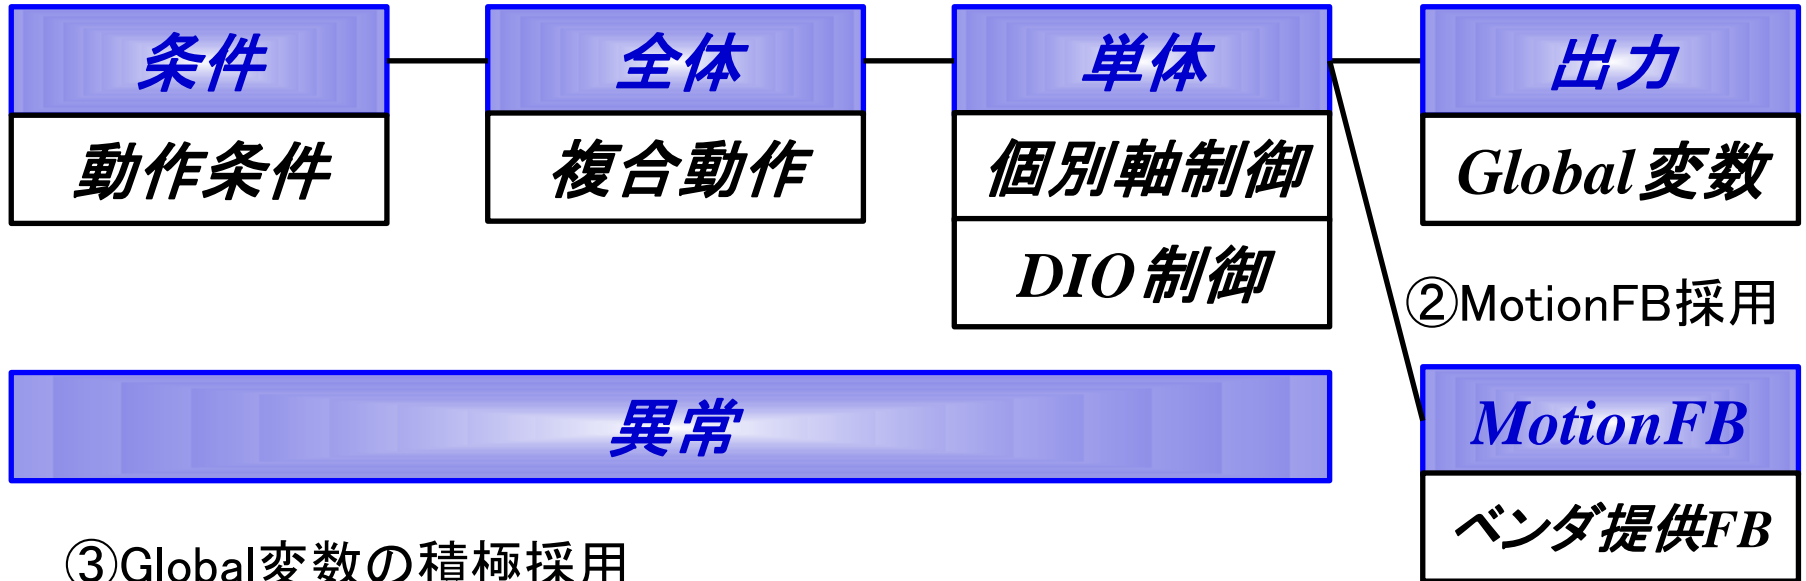 条件
動作条件
全体
複合動作
単体
個別軸制御
DIO制御
出力
Global変数
②MotionFB採用
異常
MotionFB
ベンダ提供FB
③Global変数の積極採用